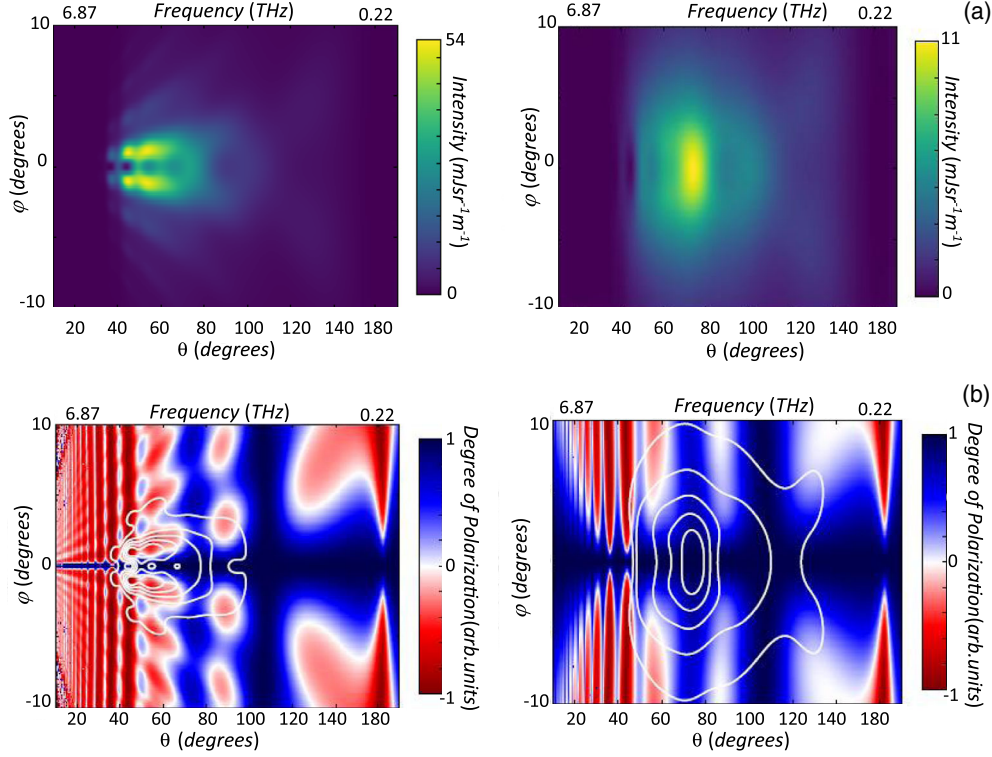 6.87 Frequency (THz) 0.22
10
0
-10
φ (degrees)
20 40 60 80 100 120 140 180
θ (degrees)
54
0
Intensity (mJsr-1m-1)
(a)
6.87 Frequency (THz) 0.22
10
0
-10
φ (degrees)
20 40 60 80 100 120 140 180
θ (degrees)
11
0
Intensity (mJsr-1m-1)
6.87 Frequency (THz) 0.22
10
0
-10
φ (degrees)
20 40 60 80 100 120 140 180
θ (degrees)
1
0
-1
Degree of Polarization(arb.units)
(b)
6.87 Frequency (THz) 0.22
10
0
-10
φ (degrees)
20 40 60 80 100 120 140 180
θ (degrees)
1
0
-1
Degree of Polarization(arb.units)